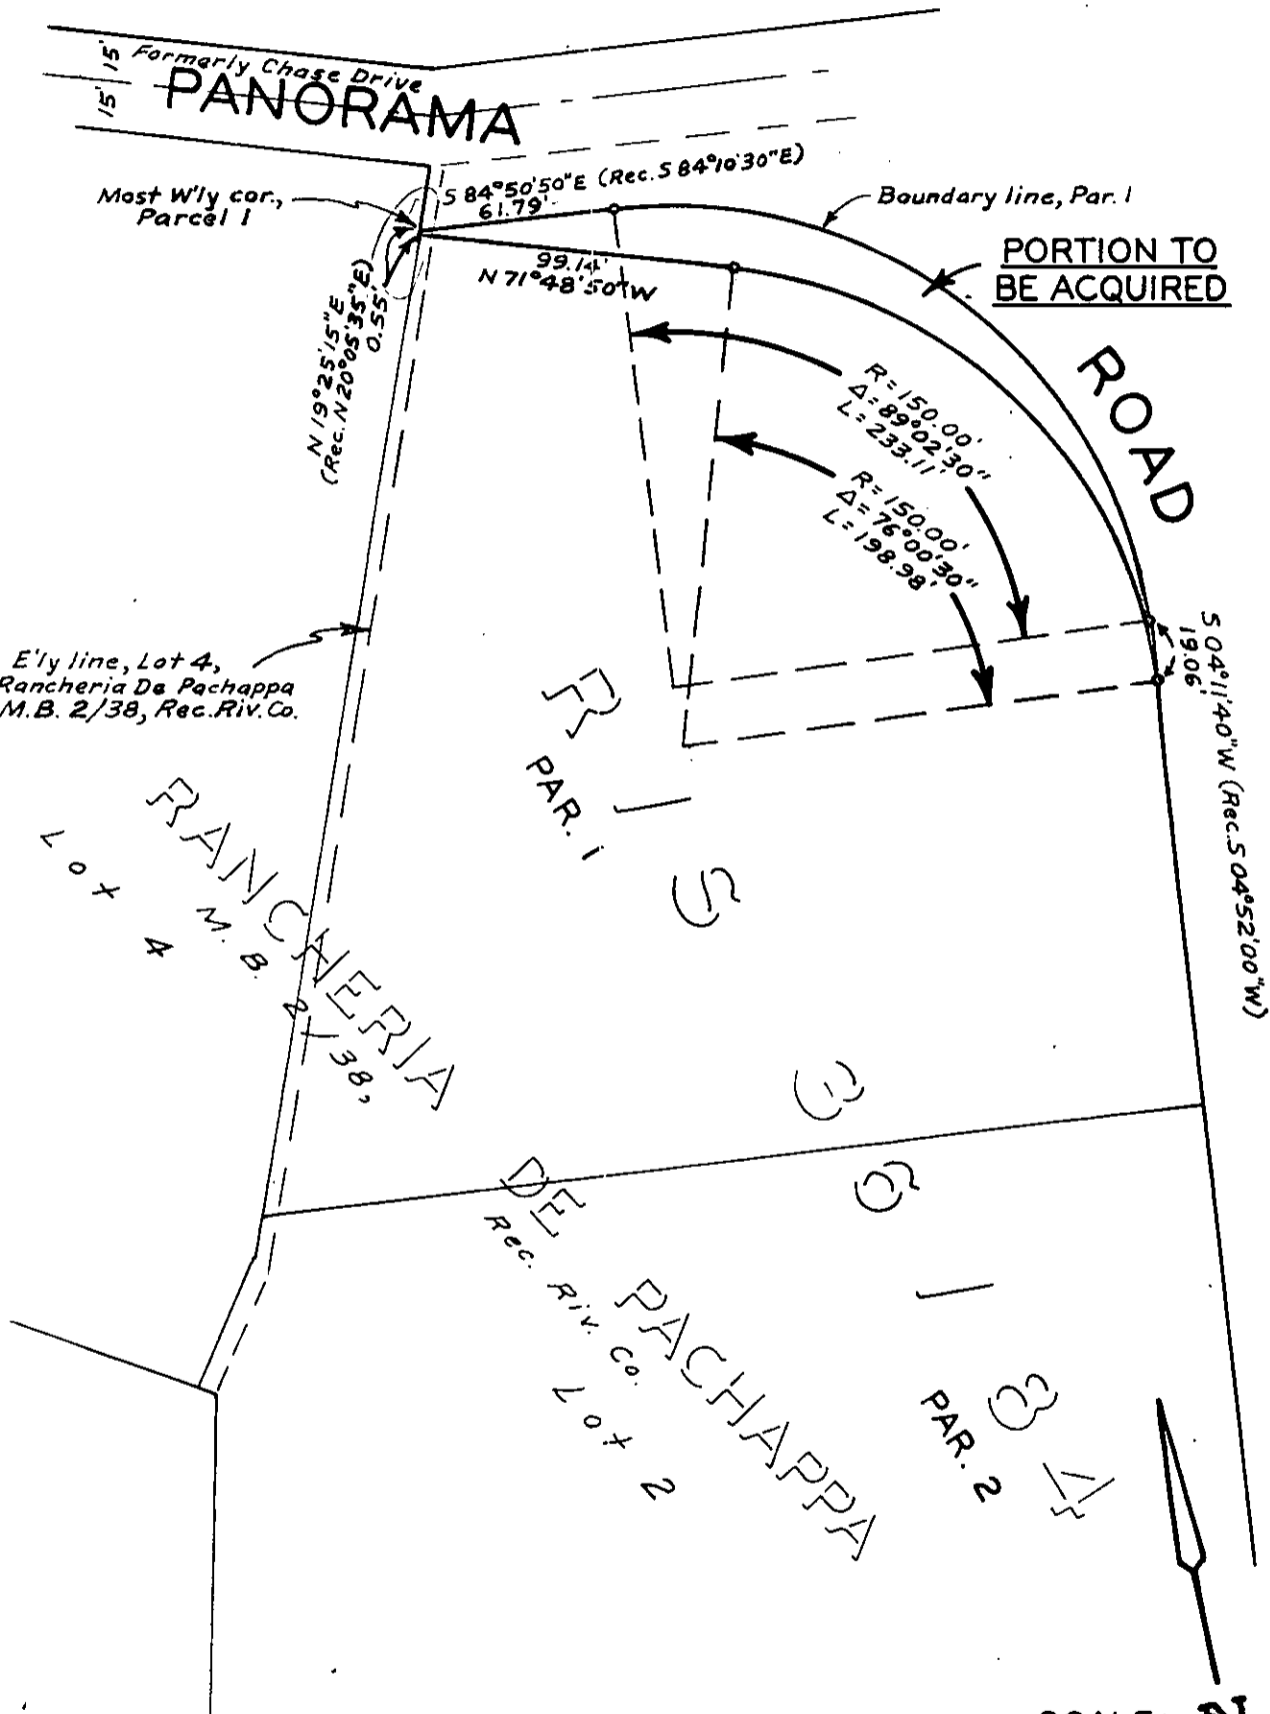 15'
15'
Formerly Chase Drive
PANORAMA
Most W'ly cor.,
Parcel 1
S 84°50'50"E (Rec. S 84°10'30"E)
61.79'
Boundary line, Par. 1
PORTION TO
BE ACQUIRED
99.14'
N 71°48'50"W
N 19°25'15"E
(Rec. N 20°05'35"E)
0.55'
ROAD
R=150.00'
Δ=89°02'30"
L=233.11'
R=150.00'
Δ=76°00'30"
L=198.98'
S 04°11'40"W (Rec. S 04°52'00"W)
19.06'
E'ly line, Lot 4,
Rancheria De Pachappa
M.B. 2/38, Rec. Riv. Co.
R/S 36/84
PAR. 1
RANCHERIA DE PACHAPPA
M. B. 2/38, Rec. Riv. Co.
Lot 4
Lot 2
PAR. 2
N